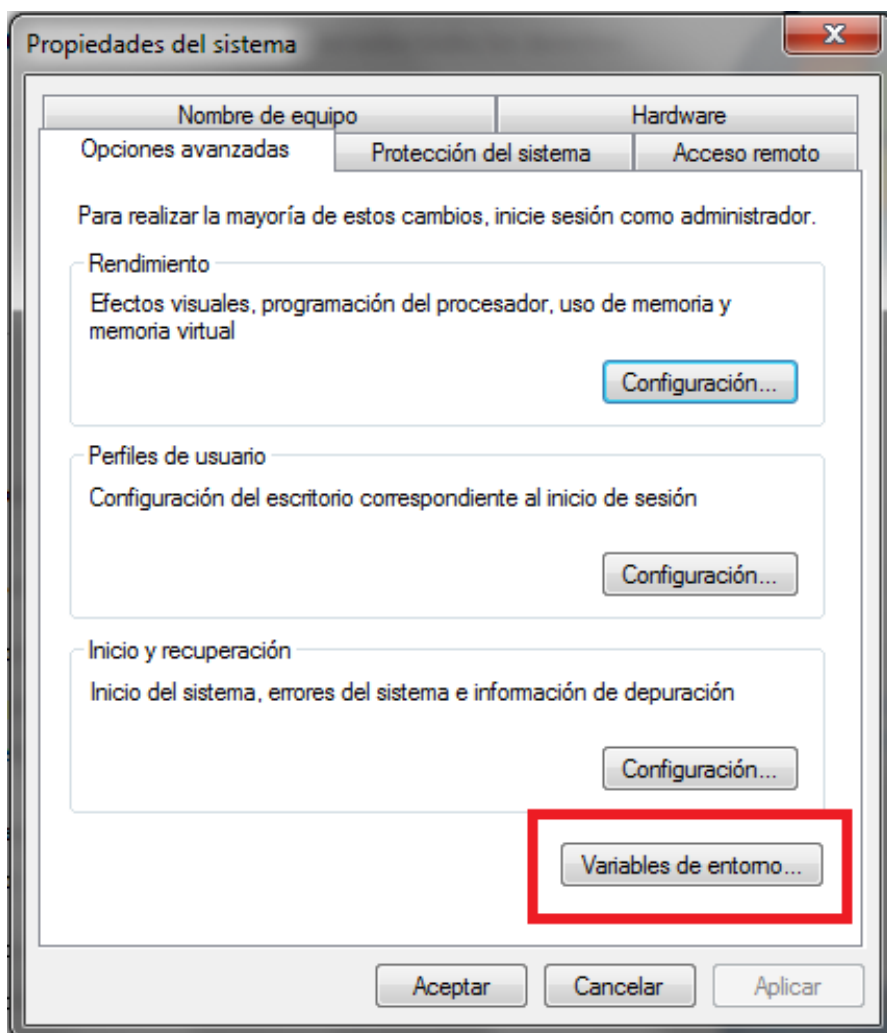 Propiedades del sistema
Nombre de equipo
Hardware
Opciones avanzadas
Protección del sistema
Acceso remoto
Para realizar la mayoría de estos cambios, inicie sesión como administrador.
Rendimiento
Efectos visuales, programación del procesador, uso de memoria y
memoria virtual
Configuración...
Perfiles de usuario
Configuración del escritorio correspondiente al inicio de sesión
Configuración...
Inicio y recuperación
Inicio del sistema, errores del sistema e información de depuración
Configuración...
Variables de entorno...
Aceptar
Cancelar
Aplicar